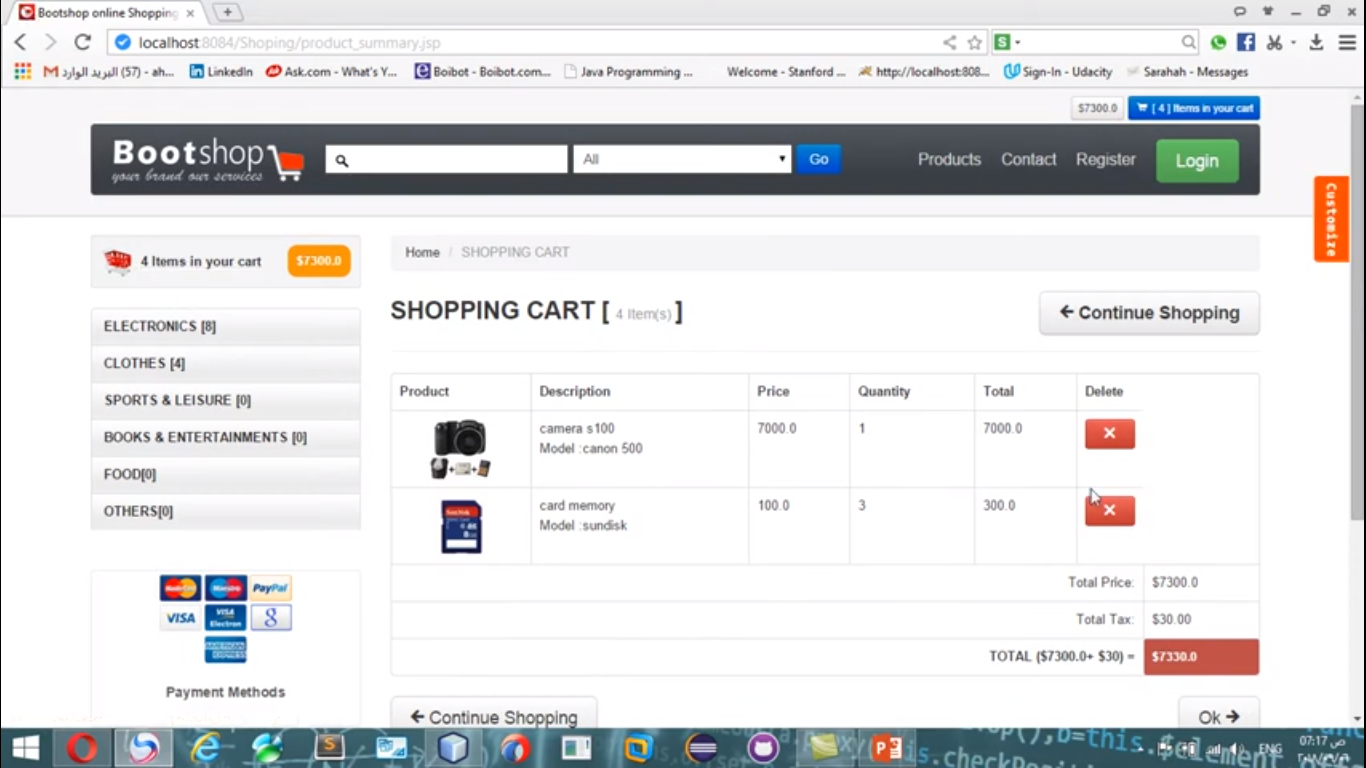 Bootshop online Shopping
localhost:8084/Shoping/product_summary.jsp
البريد الوارد (57) - ah...
LinkedIn
Ask.com - What's Y...
Boibot - Boibot.com...
Java Programming ...
Welcome - Stanford ...
http://localhost:808...
Sign-In - Udacity
Sarahah - Messages
$7300.0
[ 4 ] Items in your cart
Bootshop
your brand our services
All
Go
Products
Contact
Register
Login
Customize
4 Items in your cart
$7300.0
Home / SHOPPING CART
ELECTRONICS [8]
CLOTHES [4]
SPORTS & LEISURE [0]
BOOKS & ENTERTAINMENTS [0]
FOOD[0]
OTHERS[0]
SHOPPING CART [ 4 Item(s) ]
Continue Shopping
Product Description Price Quantity Total Delete
camera s100 7000.0 1 7000.0
Model :canon 500
card memory 100.0 3 300.0
Model :sundisk
Total Price: $7300.0
Total Tax: $30.00
TOTAL ($7300.0+ $30) = $7330.0
MasterCard
Maestro
PayPal
VISA
VISA Electron
AMERICAN EXPRESS
Payment Methods
Continue Shopping
Ok
ENG
07:17 ص